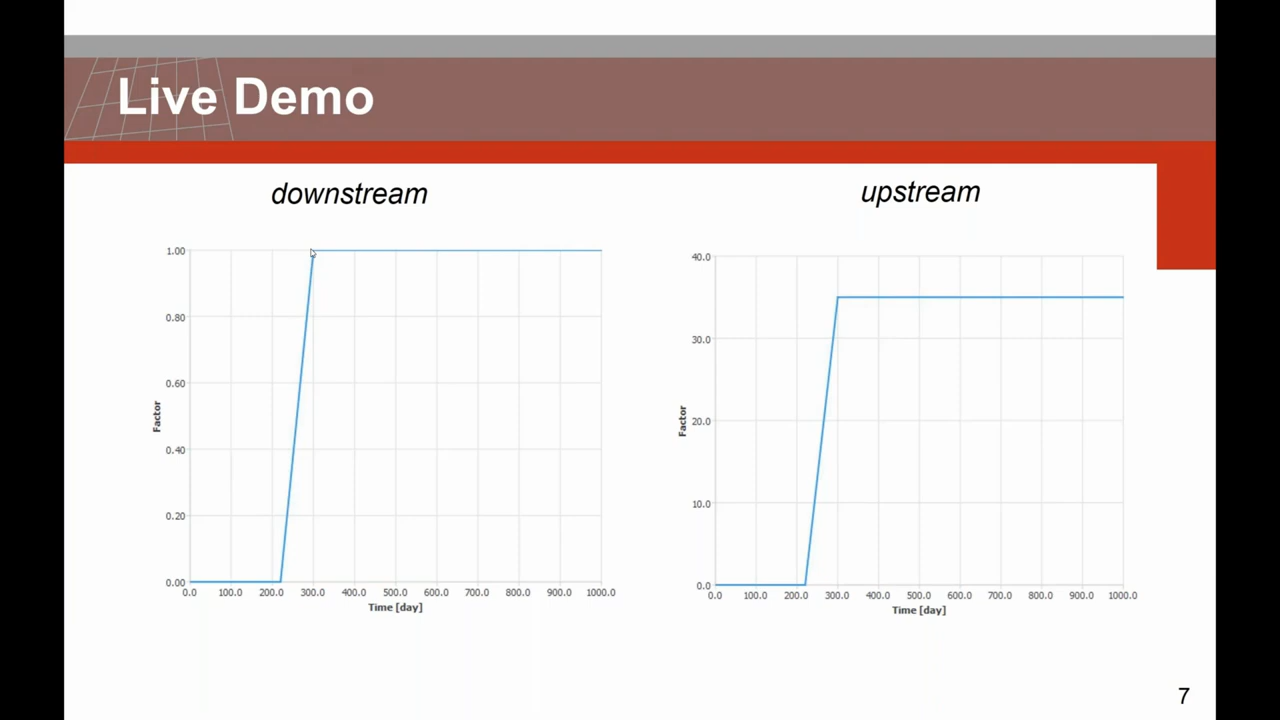 Live Demo
downstream
upstream
1.00
0.80
0.60
0.40
0.20
0.00
Factor
0.0 100.0 200.0 300.0 400.0 500.0 600.0 700.0 800.0 900.0 1000.0
Time [day]
40.0
30.0
20.0
10.0
0.0
Factor
0.0 100.0 200.0 300.0 400.0 500.0 600.0 700.0 800.0 900.0 1000.0
Time [day]
7